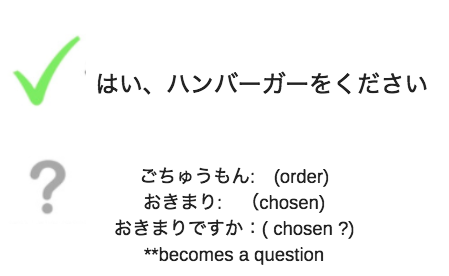 はい、ハンバーガーをください
ごちゅうもん: (order)
おきまり: （chosen)
おきまりですか：( chosen ?)
**becomes a question